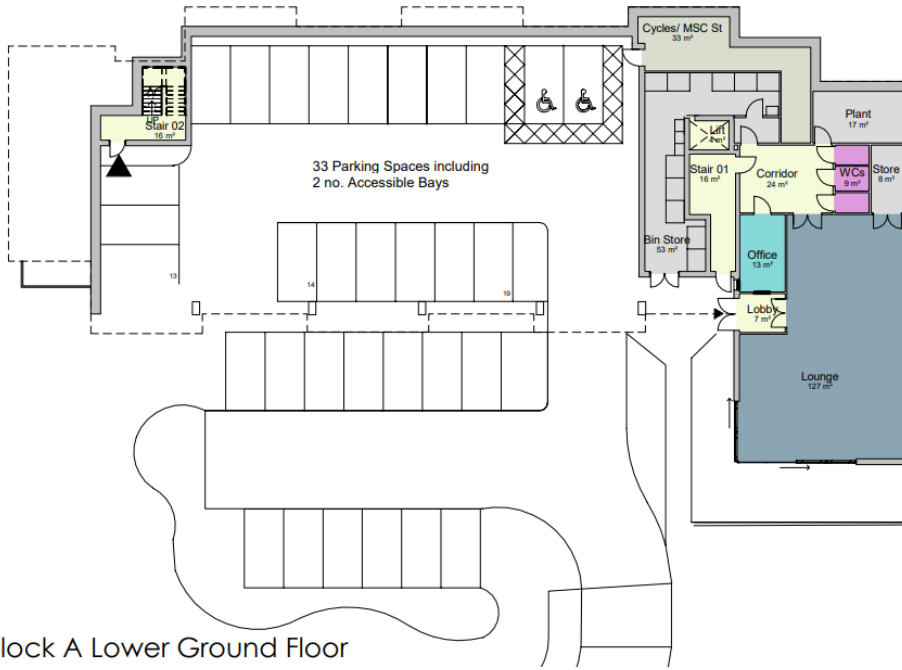 Cycles/ MSC St
33 m²
UP
Stair 02
16 m²
Plant
17 m²
Lift
4 m²
33 Parking Spaces including
2 no. Accessible Bays
Stair 01
16 m²
Corridor
24 m²
WCs
9 m²
Store
8 m²
Bin Store
53 m²
Office
13 m²
13
14
19
Lobby
7 m²
Lounge
127 m²
lock A Lower Ground Floor